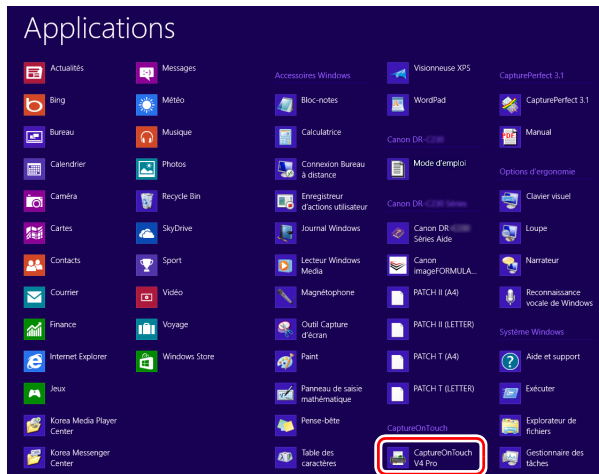 Applications
Actualités
Bing
Bureau
Calendrier
Caméra
Cartes
Contacts
Courrier
Finance
Internet Explorer
Jeux
Korea Media Player
Center
Korea Messenger
Center
Messages
Météo
Musique
Photos
Recycle Bin
SkyDrive
Sport
Vidéo
Voyage
Windows Store
Accessoires Windows
Bloc-notes
Calculatrice
Connexion Bureau
à distance
Enregistreur
d'actions utilisateur
Journal Windows
Lecteur Windows
Media
Magnétophone
Outil Capture
d'écran
Paint
Panneau de saisie
mathématique
Pense-bête
Table des
caractères
Visionneuse XPS
WordPad
Canon DR-
Mode d'emploi
Canon DR- Séries
Canon DR
Séries Aide
Canon
imageFORMULA...
PATCH II (A4)
PATCH II (LETTER)
PATCH T (A4)
PATCH T (LETTER)
CaptureOnTouch
CaptureOnTouch
V4 Pro
CapturePerfect 3.1
CapturePerfect 3.1
Manual
Options d'ergonomie
Clavier visuel
Loupe
Narrateur
Reconnaissance
vocale de Windows
Système Windows
Aide et support
Exécuter
Explorateur de
fichiers
Gestionnaire des
tâches